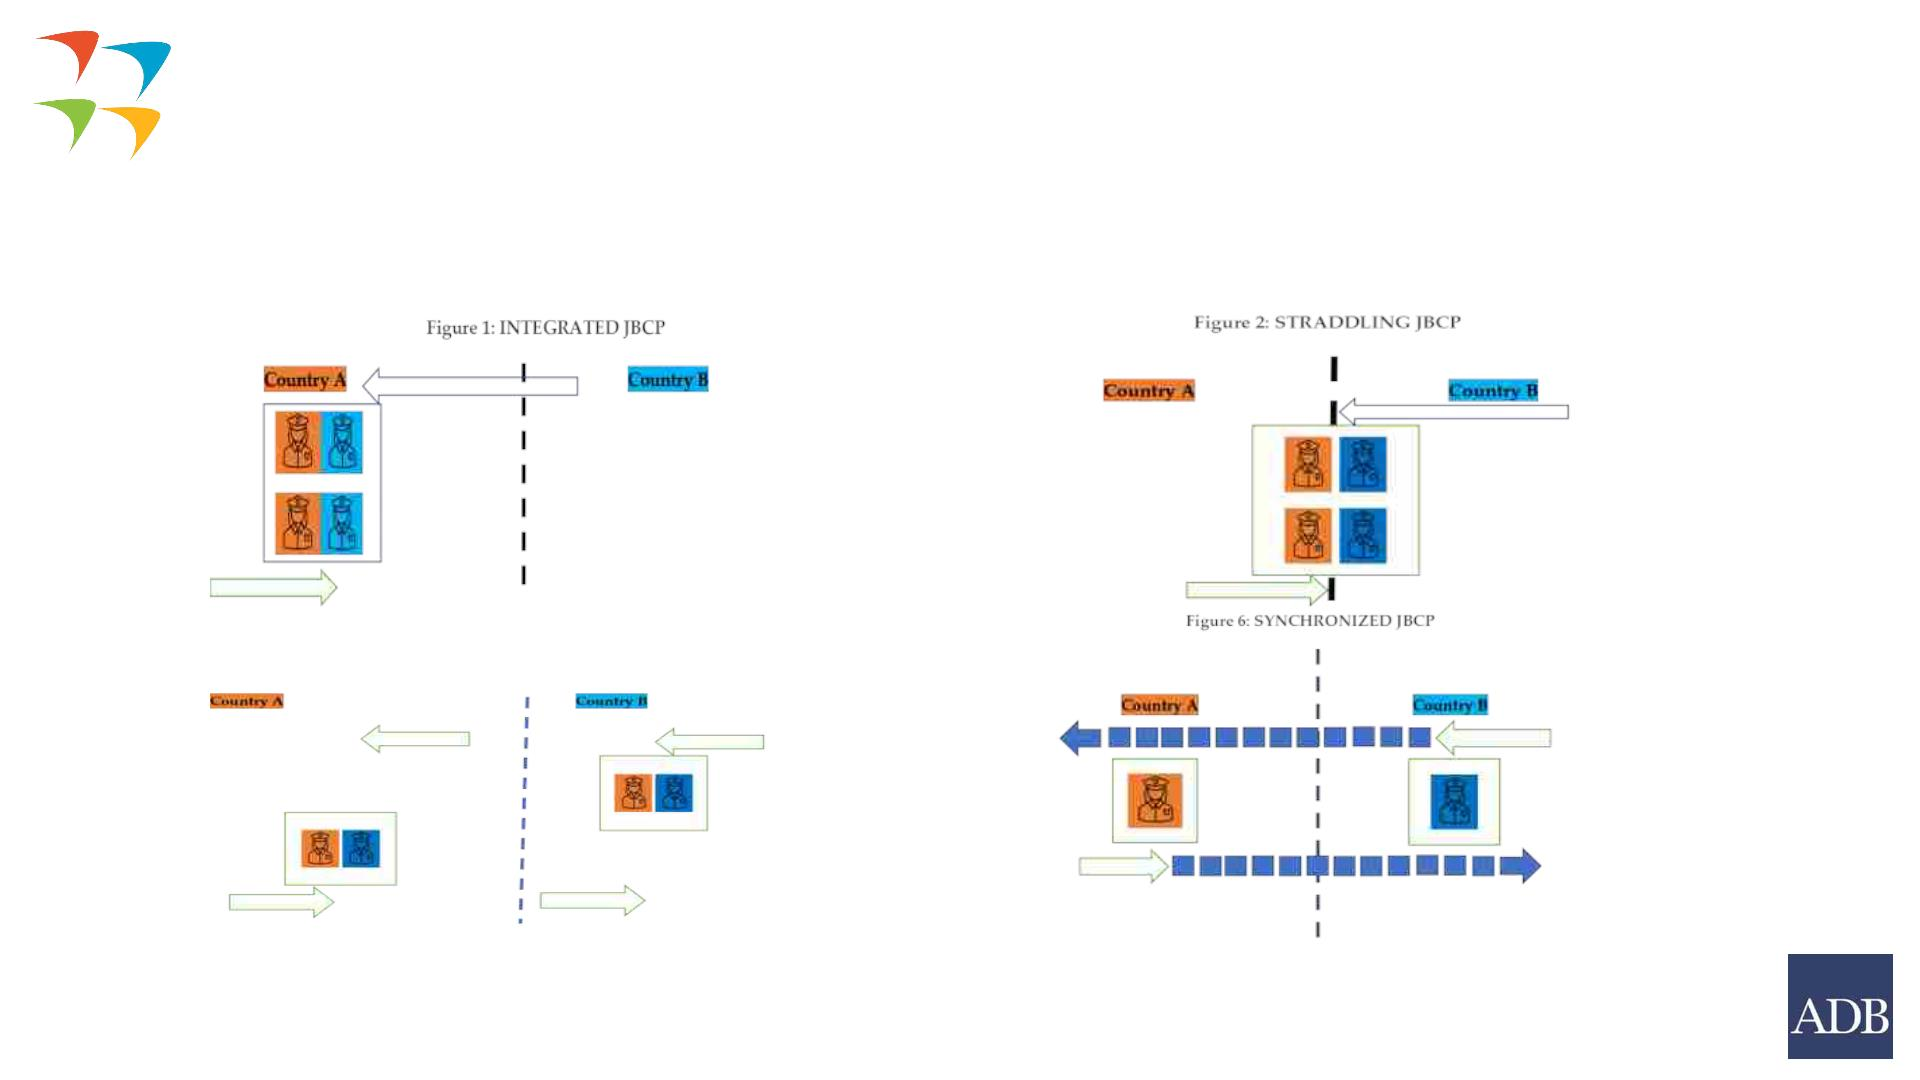 Figure 1: INTEGRATED JBCP
Country A
Country B
Figure 2: STRADDLING JBCP
Country A
Country B
Country A
Country B
Figure 6: SYNCHRONIZED JBCP
Country A
Country B
ADB